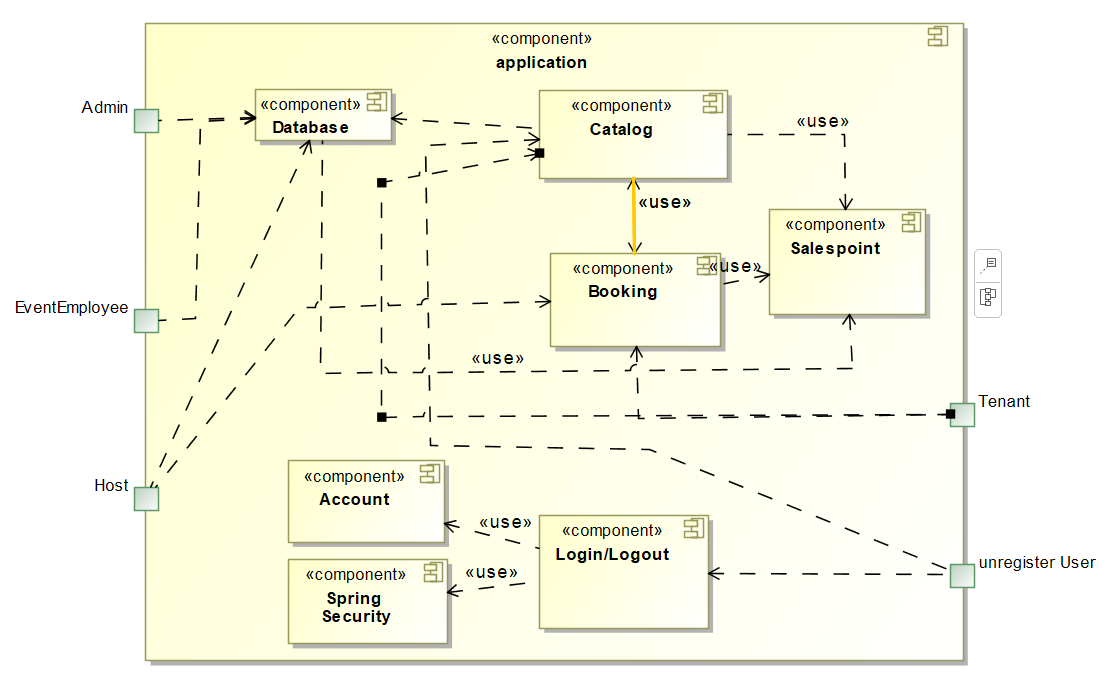 «component»
application
Admin
«component»
Database
«component»
Catalog
«use»
«use»
«component»
Salespoint
«component»
Booking
«use»
EventEmployee
«use»
Tenant
Host
«component»
Account
«use»
«component»
Login/Logout
unregister User
«component»
Spring
Security
«use»